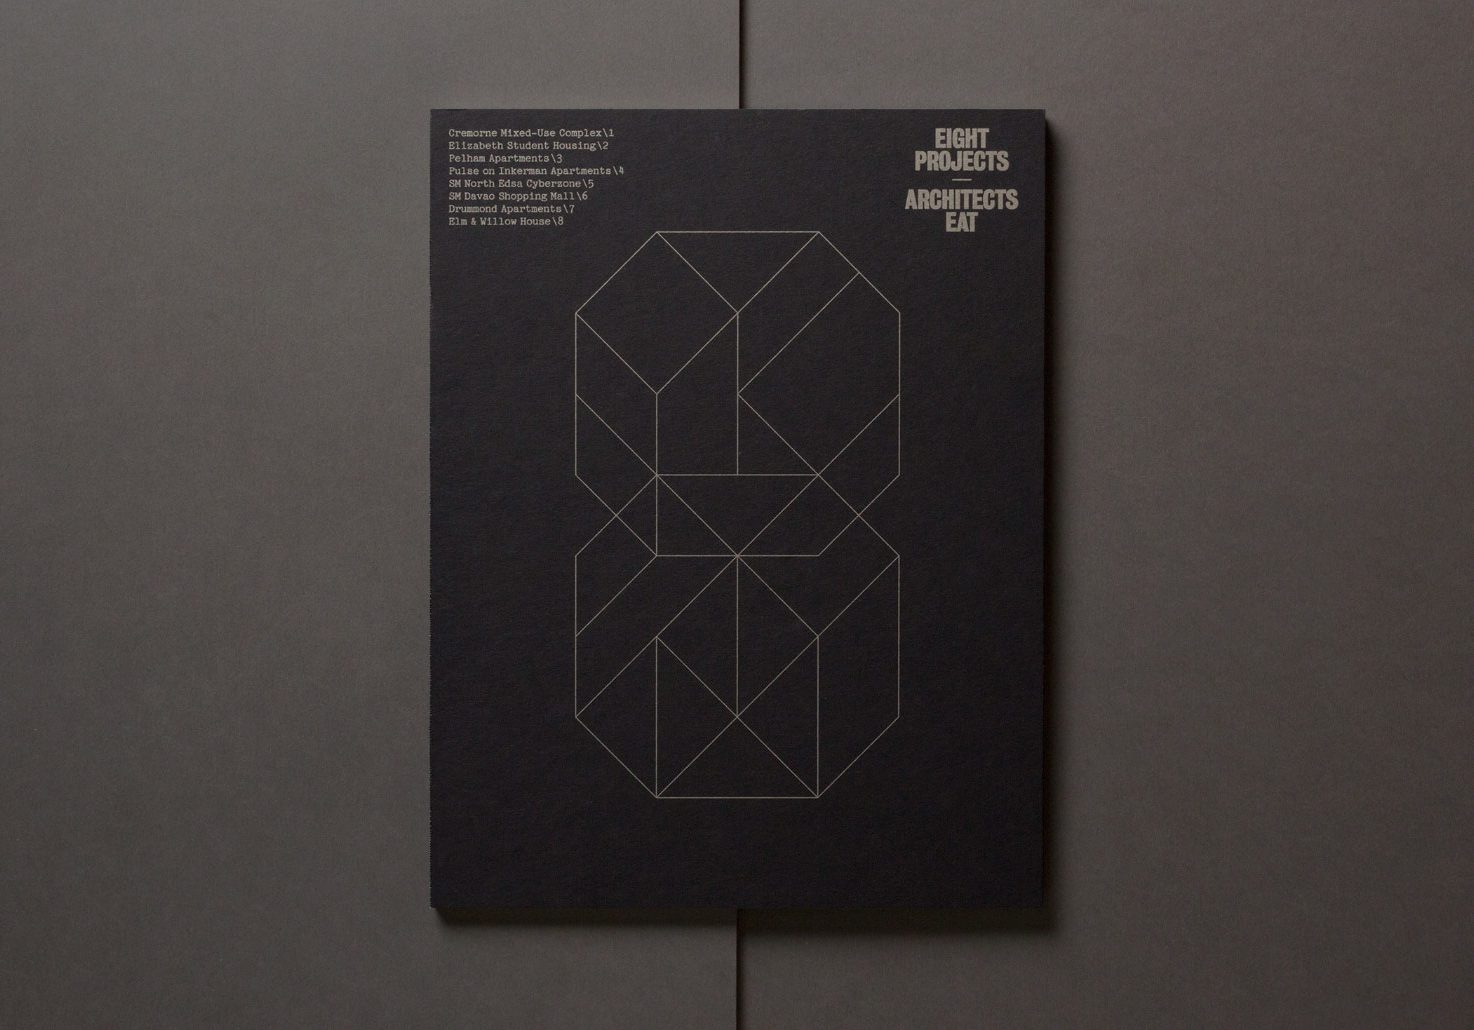 Cremorne Mixed-Use Complex\1
Elizabeth Student Housing\2
Pelham Apartments\3
Pulse on Inkerman Apartments\4
SM North Edsa Cyberzone\5
SM Davao Shopping Mall\6
Drummond Apartments\7
Elm & Willow House\8
EIGHT
PROJECTS
—
ARCHITECTS
EAT